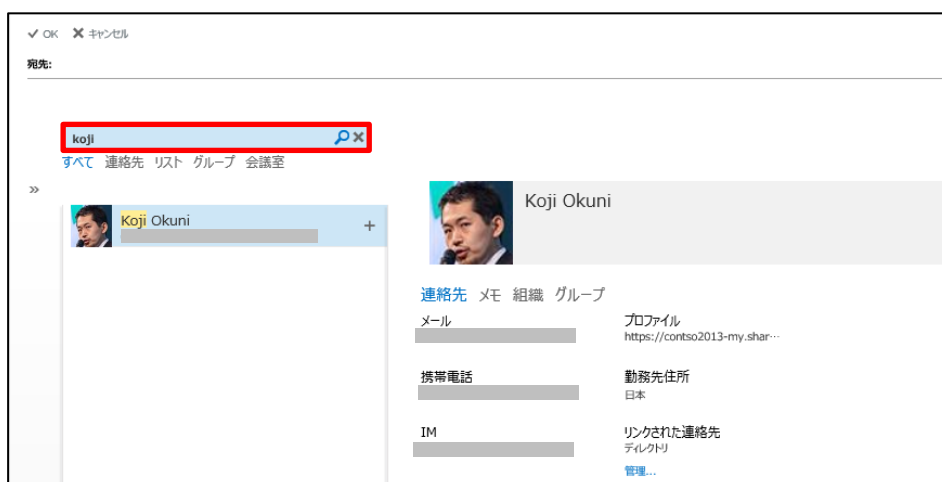 OK キャンセル
宛先:
koji
すべて 連絡先 リスト グループ 会議室
»
Koji Okuni
+
Koji Okuni
連絡先 メモ 組織 グループ
メール
プロファイル
https://contso2013-my.shar…
携帯電話
勤務先住所
日本
IM
リンクされた連絡先
ディレクトリ
管理...